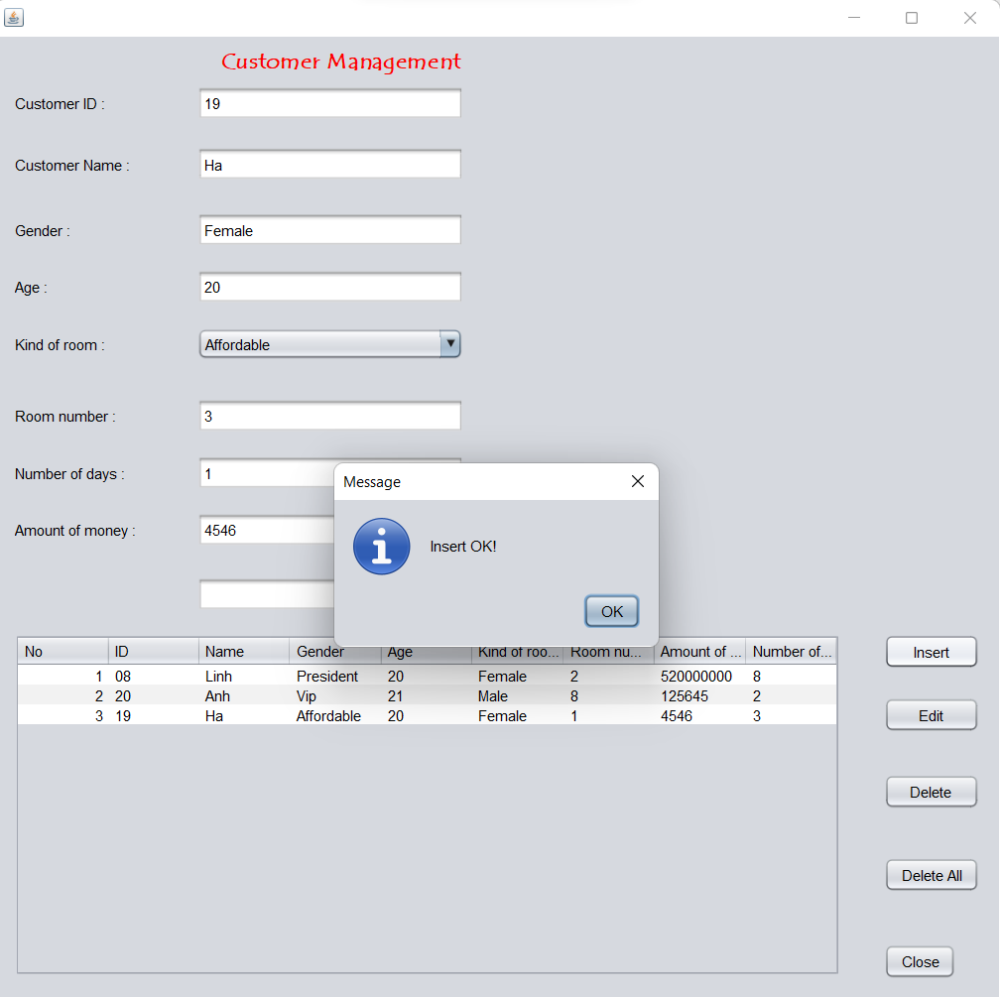 Customer Management
Customer ID : 19
Customer Name : Ha
Gender : Female
Age : 20
Kind of room : Affordable
Room number : 3
Number of days : 1
Amount of money : 4546
Message
Insert OK!
OK
No ID Name Gender Age Kind of roo... Room nu... Amount of ... Number of...
1 08 Linh President 20 Female 2 520000000 8
2 20 Anh Vip 21 Male 8 125645 2
3 19 Ha Affordable 20 Female 1 4546 3
Insert
Edit
Delete
Delete All
Close